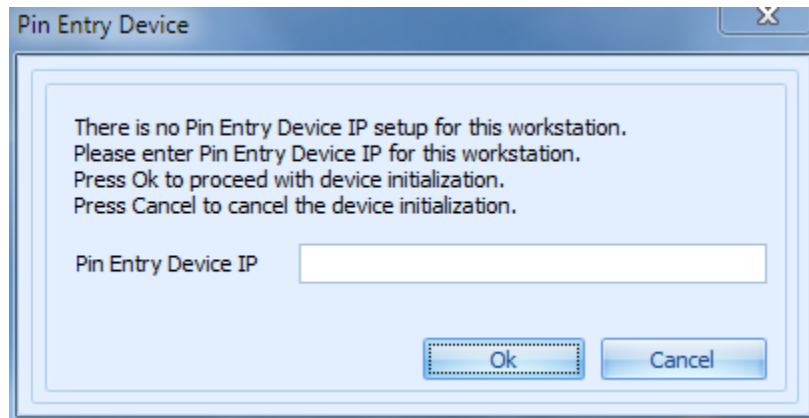 Pin Entry Device
There is no Pin Entry Device IP setup for this workstation.
Please enter Pin Entry Device IP for this workstation.
Press Ok to proceed with device initialization.
Press Cancel to cancel the device initialization.
Pin Entry Device IP
Ok Cancel